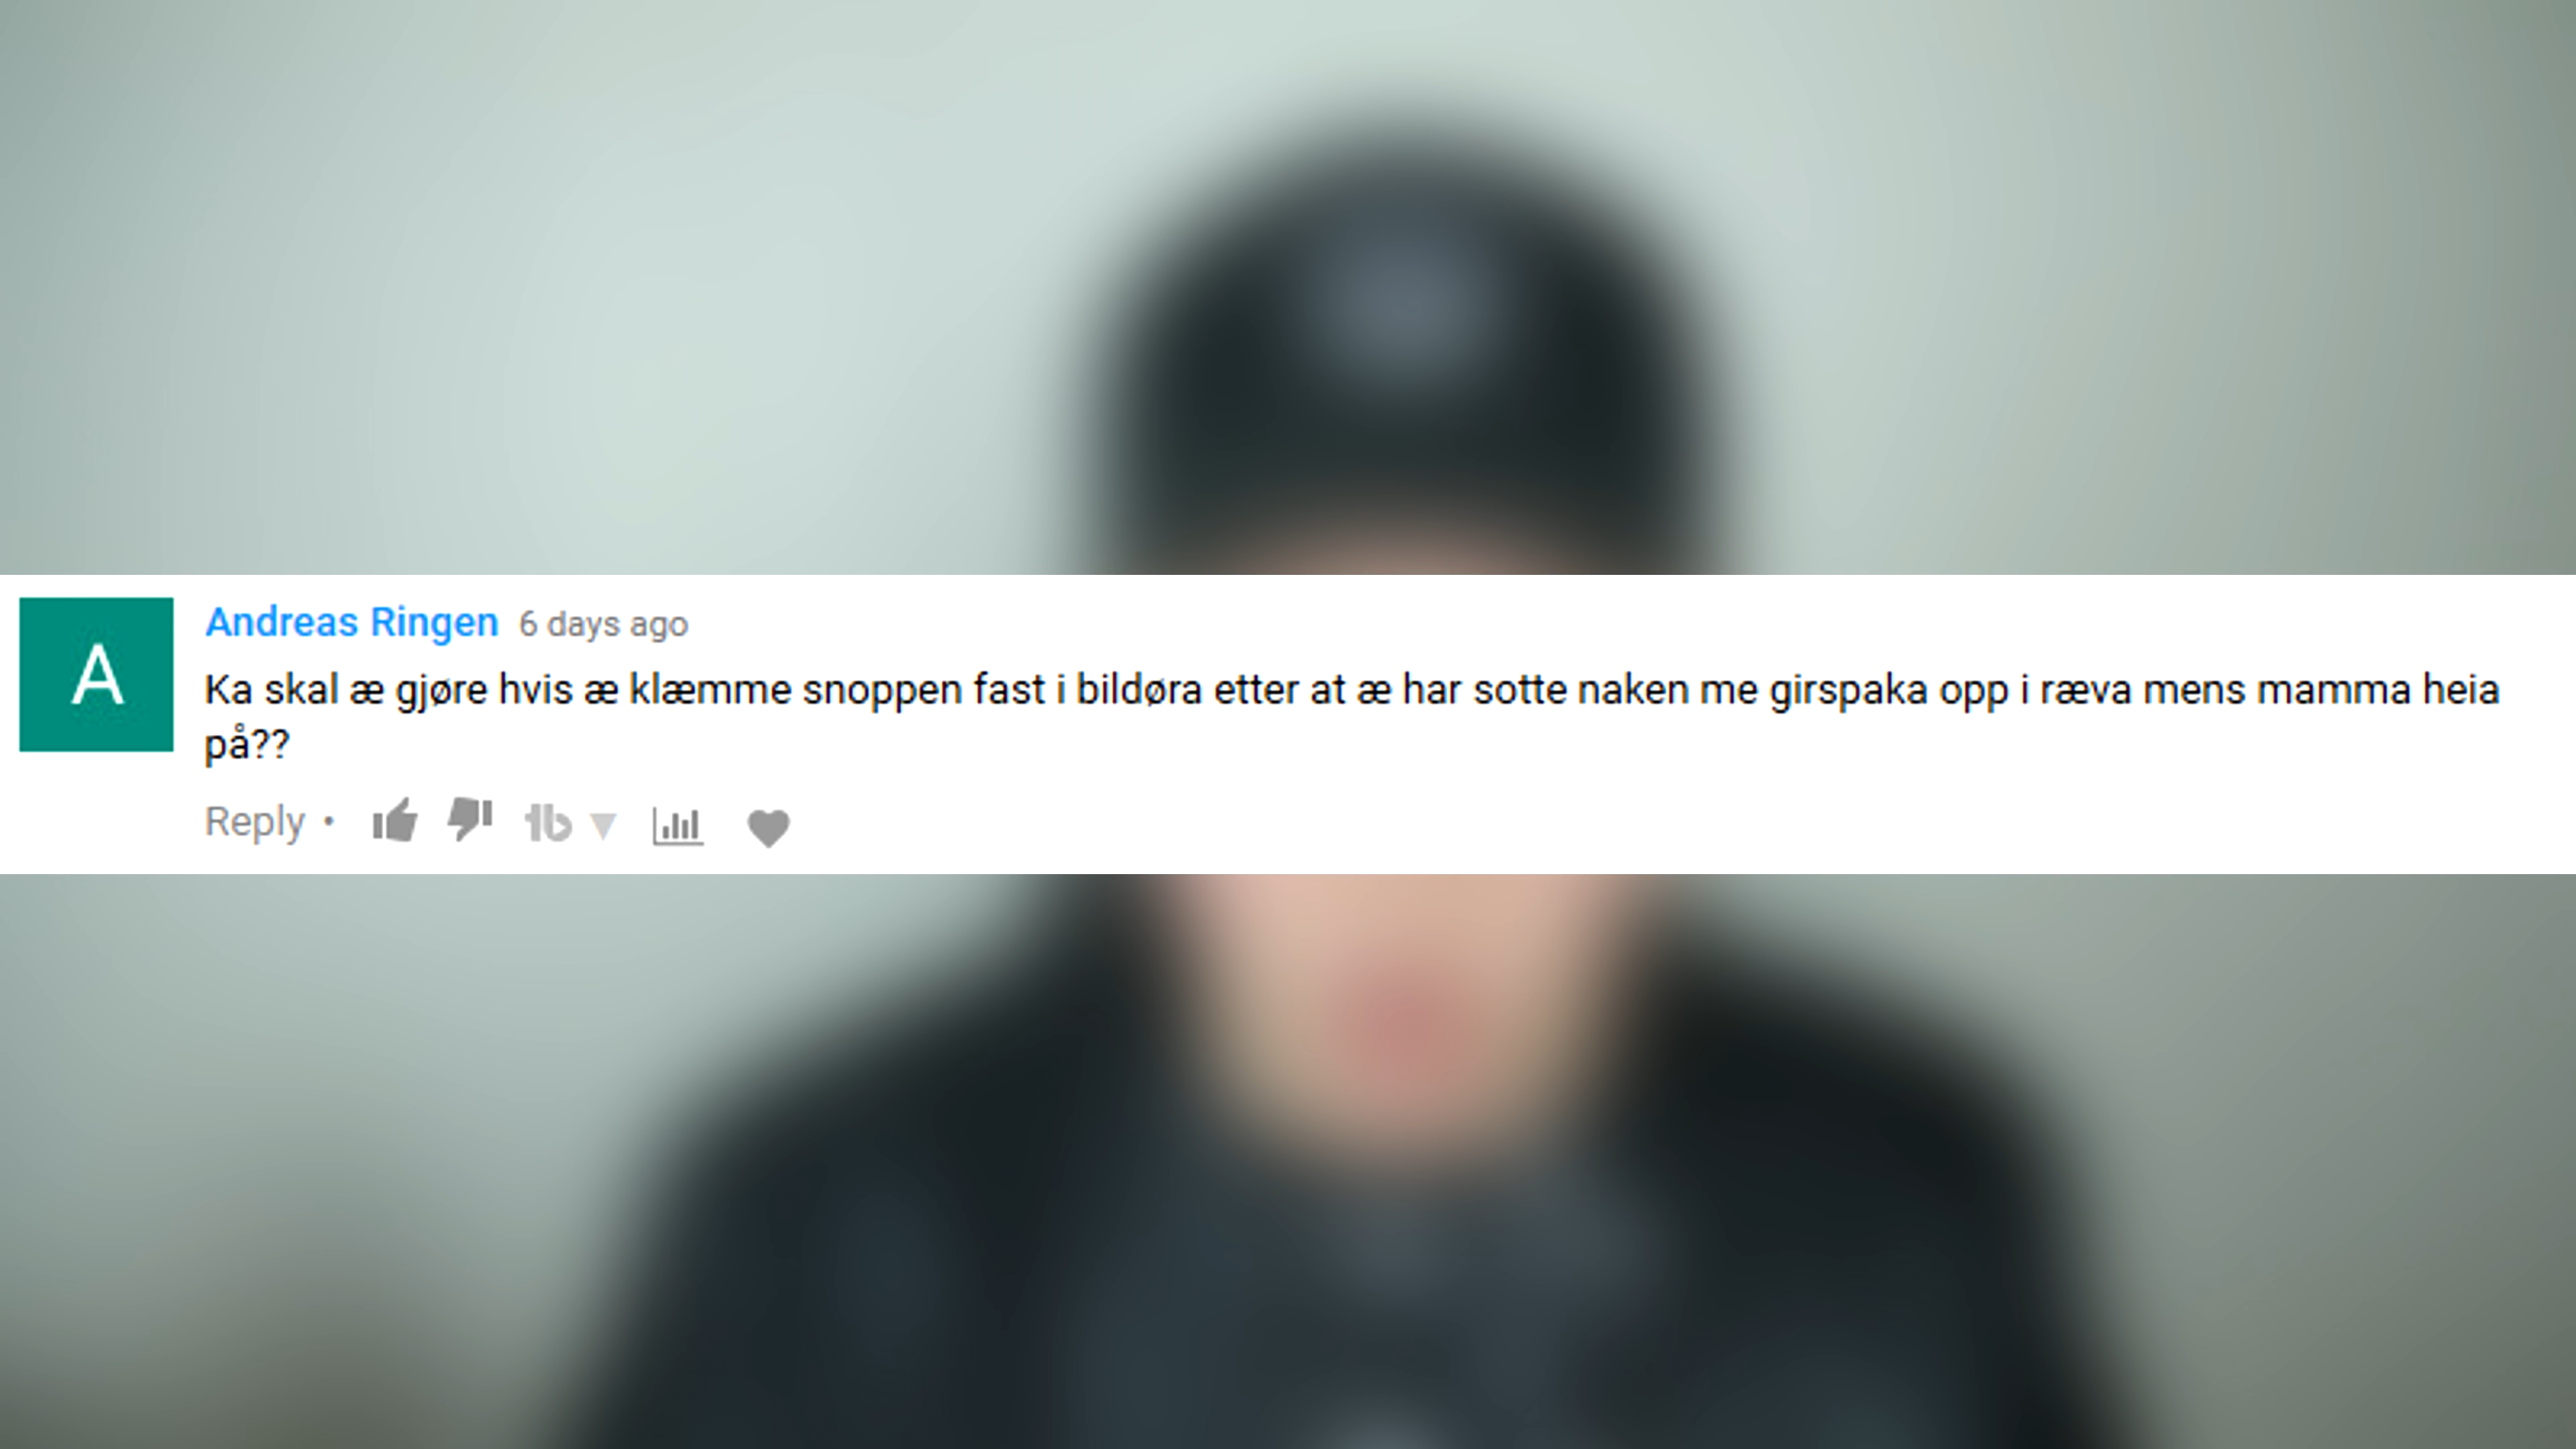 A
Andreas Ringen 6 days ago
Ka skal æ gjøre hvis æ klæmme snoppen fast i bildøra etter at æ har sotte naken me girspaka opp i ræva mens mamma heia
på??
Reply •